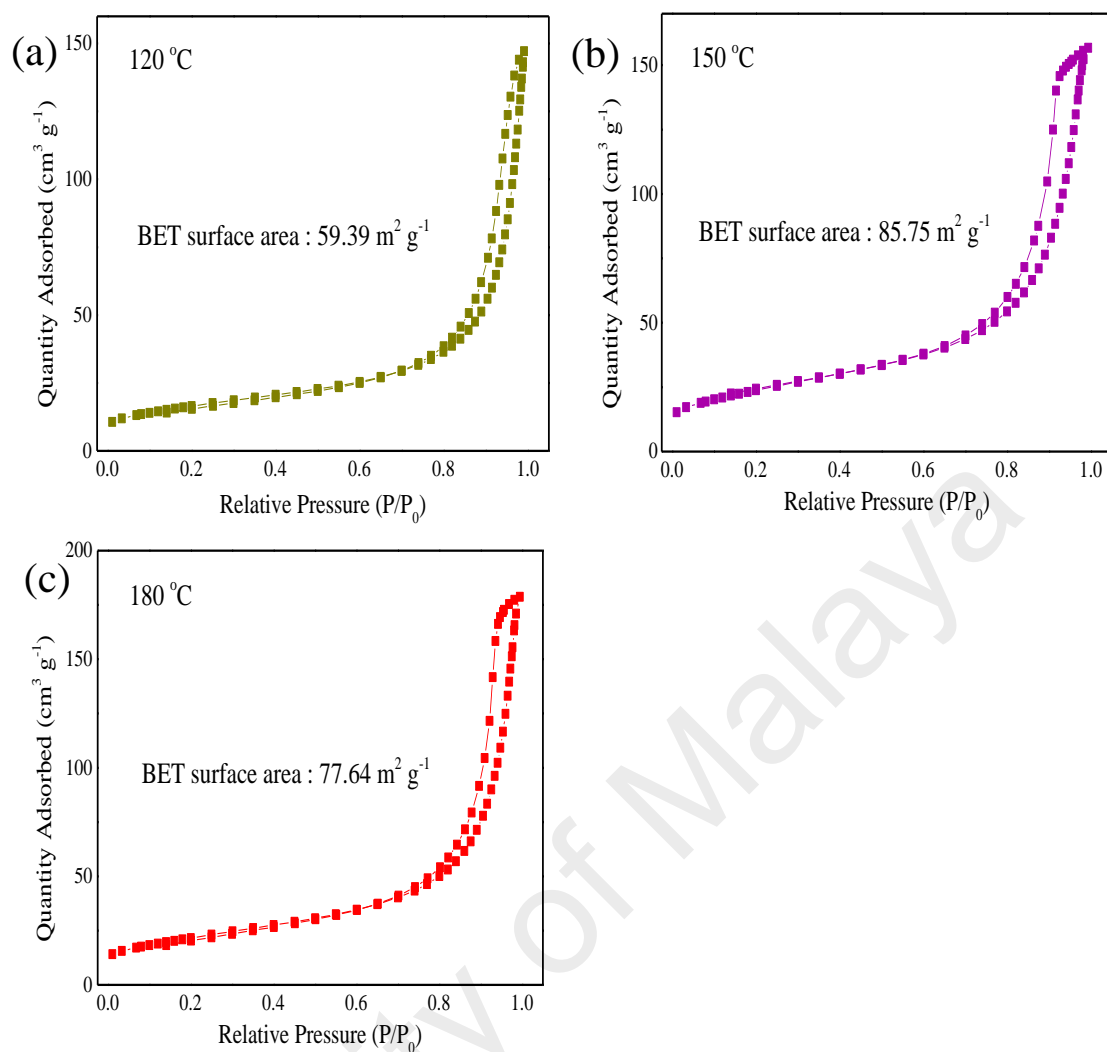 (a)
120 °C
150
100
50
0
Quantity Adsorbed (cm³ g⁻¹)
BET surface area : 59.39 m² g⁻¹
0.0 0.2 0.4 0.6 0.8 1.0
Relative Pressure (P/P₀)
(b)
150 °C
150
100
50
0
Quantity Adsorbed (cm³ g⁻¹)
BET surface area : 85.75 m² g⁻¹
0.0 0.2 0.4 0.6 0.8 1.0
Relative Pressure (P/P₀)
(c)
180 °C
200
150
100
50
0
Quantity Adsorbed (cm³ g⁻¹)
BET surface area : 77.64 m² g⁻¹
0.0 0.2 0.4 0.6 0.8 1.0
Relative Pressure (P/P₀)
of Malaya